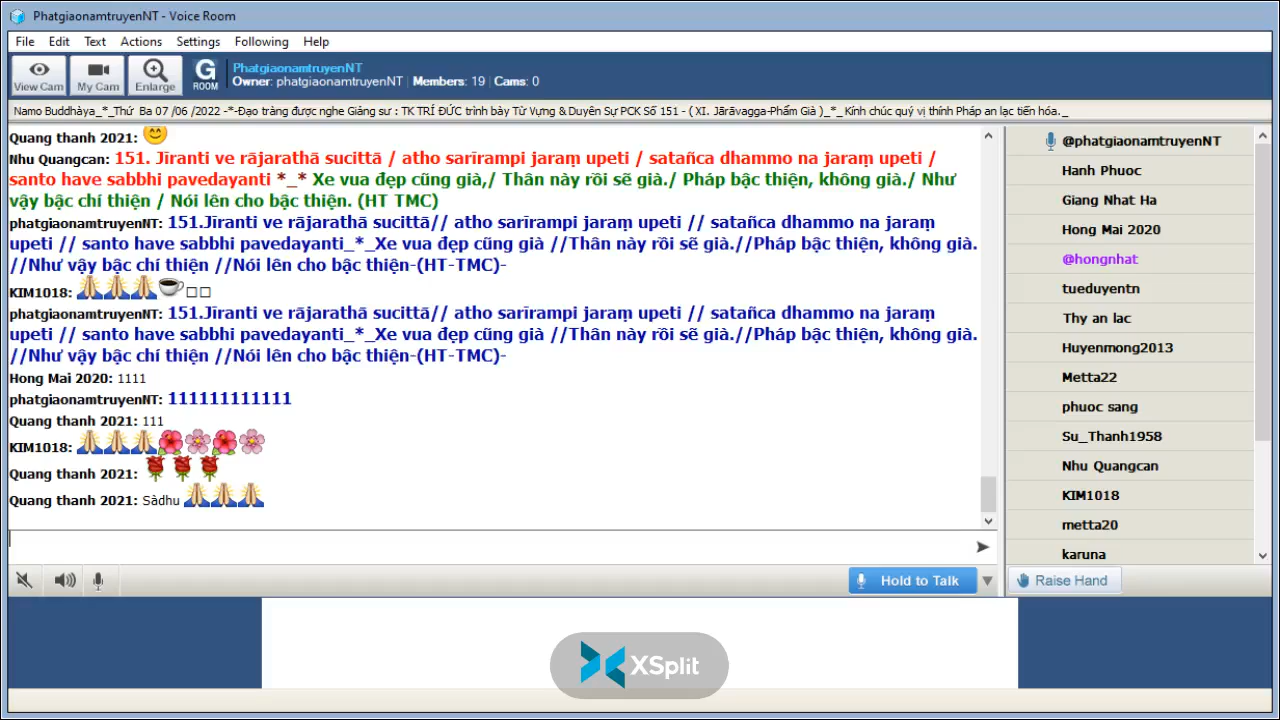 PhatgiaonamtruyenNT - Voice Room
File Edit Text Actions Settings Following Help
View Cam My Cam Enlarge G ROOM
PhatgiaonamtruyenNT
Owner: phatgiaonamtruyenNT | Members: 19 | Cams: 0
Namo Buddhàya_*_Thứ Ba 07 /06 /2022 -*-Đạo tràng được nghe Giảng sư : TK TRÍ ĐỨC trình bày Từ Vựng & Duyên Sự PCK Số 151 - ( XI. Jārāvagga-Phẩm Già )_*_ Kính chúc quý vị thính Pháp an lạc tiến hóa._
Quang thanh 2021: 😊
Nhu Quangcan: 151. Jīranti ve rājarathā sucittā / atho sarīrampi jaraṃ upeti / satañca dhammo na jaraṃ upeti /
santo have sabbhi pavedayanti *_* Xe vua đẹp cũng già,/ Thân này rồi sẽ già./ Pháp bậc thiện, không già./ Như
vậy bậc chí thiện / Nói lên cho bậc thiện. (HT TMC)
phatgiaonamtruyenNT: 151.Jīranti ve rājarathā sucittā// atho sarīrampi jaraṃ upeti // satañca dhammo na jaraṃ
upeti // santo have sabbhi pavedayanti_*_Xe vua đẹp cũng già //Thân này rồi sẽ già.//Pháp bậc thiện, không già.
//Như vậy bậc chí thiện //Nói lên cho bậc thiện-(HT-TMC)-
KIM1018: 🙏🙏🙏☕□□
phatgiaonamtruyenNT: 151.Jīranti ve rājarathā sucittā// atho sarīrampi jaraṃ upeti // satañca dhammo na jaraṃ
upeti // santo have sabbhi pavedayanti_*_Xe vua đẹp cũng già //Thân này rồi sẽ già.//Pháp bậc thiện, không già.
//Như vậy bậc chí thiện //Nói lên cho bậc thiện-(HT-TMC)-
Hong Mai 2020: 1111
phatgiaonamtruyenNT: 111111111111
Quang thanh 2021: 111
KIM1018: 🙏🙏🙏🌺🌸🌺🌸
Quang thanh 2021: 🌹🌹🌹
Quang thanh 2021: Sàdhu 🙏🙏🙏
Hold to Talk
@phatgiaonamtruyenNT
Hanh Phuoc
Giang Nhat Ha
Hong Mai 2020
@hongnhat
tueduyentn
Thy an lac
Huyenmong2013
Metta22
phuoc sang
Su_Thanh1958
Nhu Quangcan
KIM1018
metta20
karuna
Raise Hand
XSplit